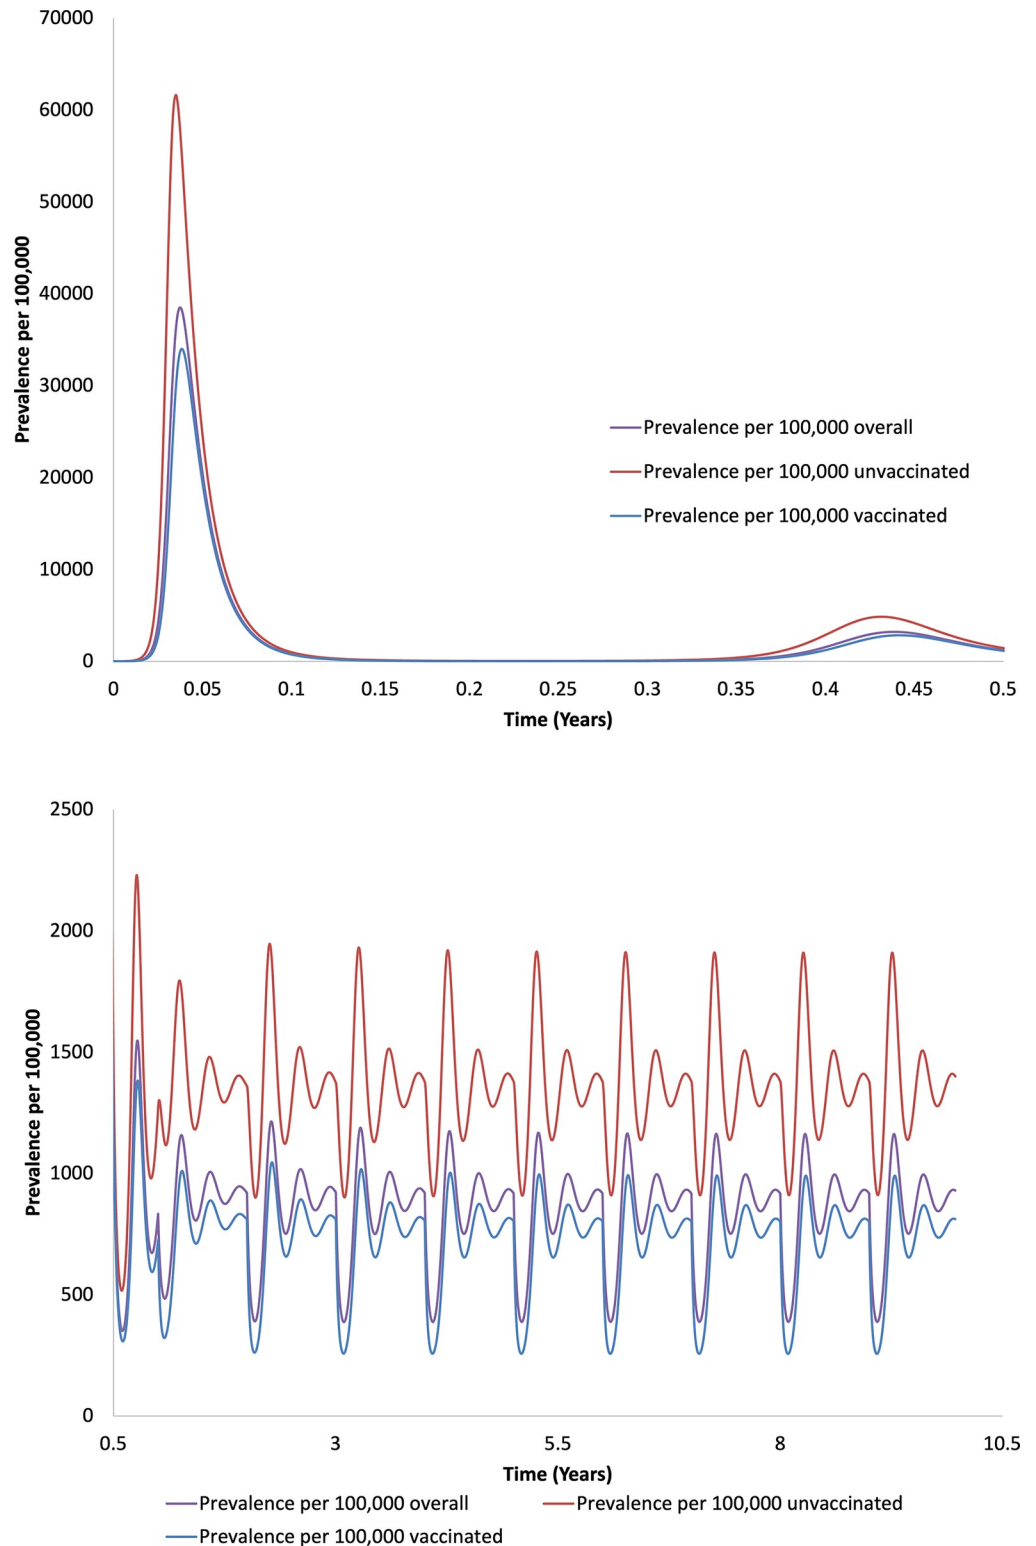 70000
60000
50000
40000
30000
20000
10000
0
Prevalence per 100,000
Prevalence per 100,000 overall
Prevalence per 100,000 unvaccinated
Prevalence per 100,000 vaccinated
0 0.05 0.1 0.15 0.2 0.25 0.3 0.35 0.4 0.45 0.5
Time (Years)
2500
2000
1500
1000
500
0
Prevalence per 100,000
0.5 3 5.5 8 10.5
Time (Years)
Prevalence per 100,000 overall Prevalence per 100,000 unvaccinated
Prevalence per 100,000 vaccinated